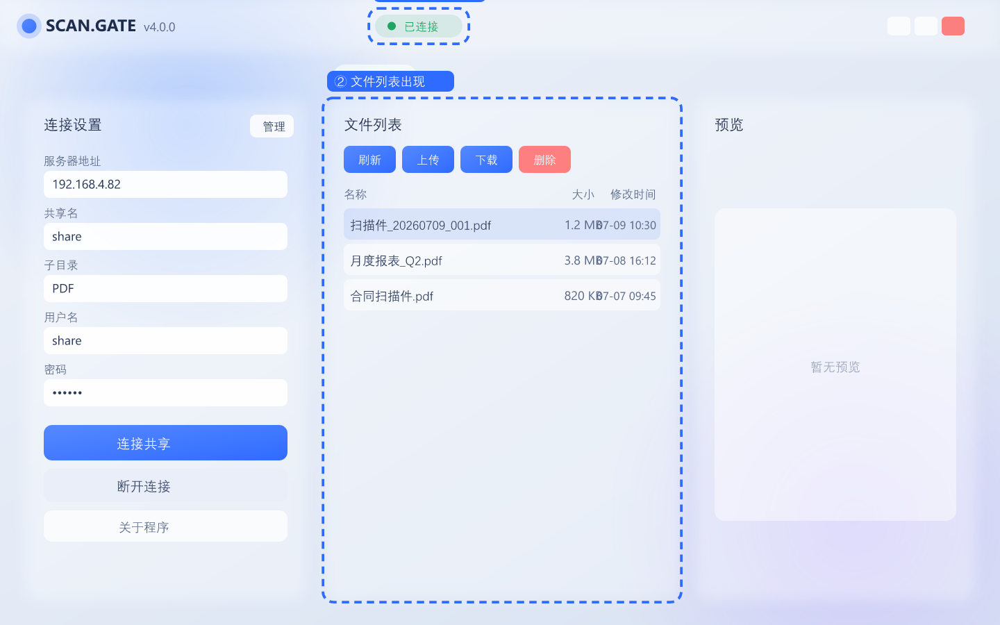 SCAN.GATE v4.0.0
已连接
② 文件列表出现
连接设置
管理
服务器地址
192.168.4.82
共享名
share
子目录
PDF
用户名
share
密码
••••••
连接共享
断开连接
关于程序
文件列表
刷新 上传 下载 删除
名称 大小 修改时间
扫描件_20260709_001.pdf 1.2 MB 07-09 10:30
月度报表_Q2.pdf 3.8 MB 07-08 16:12
合同扫描件.pdf 820 KB 07-07 09:45
预览
暂无预览